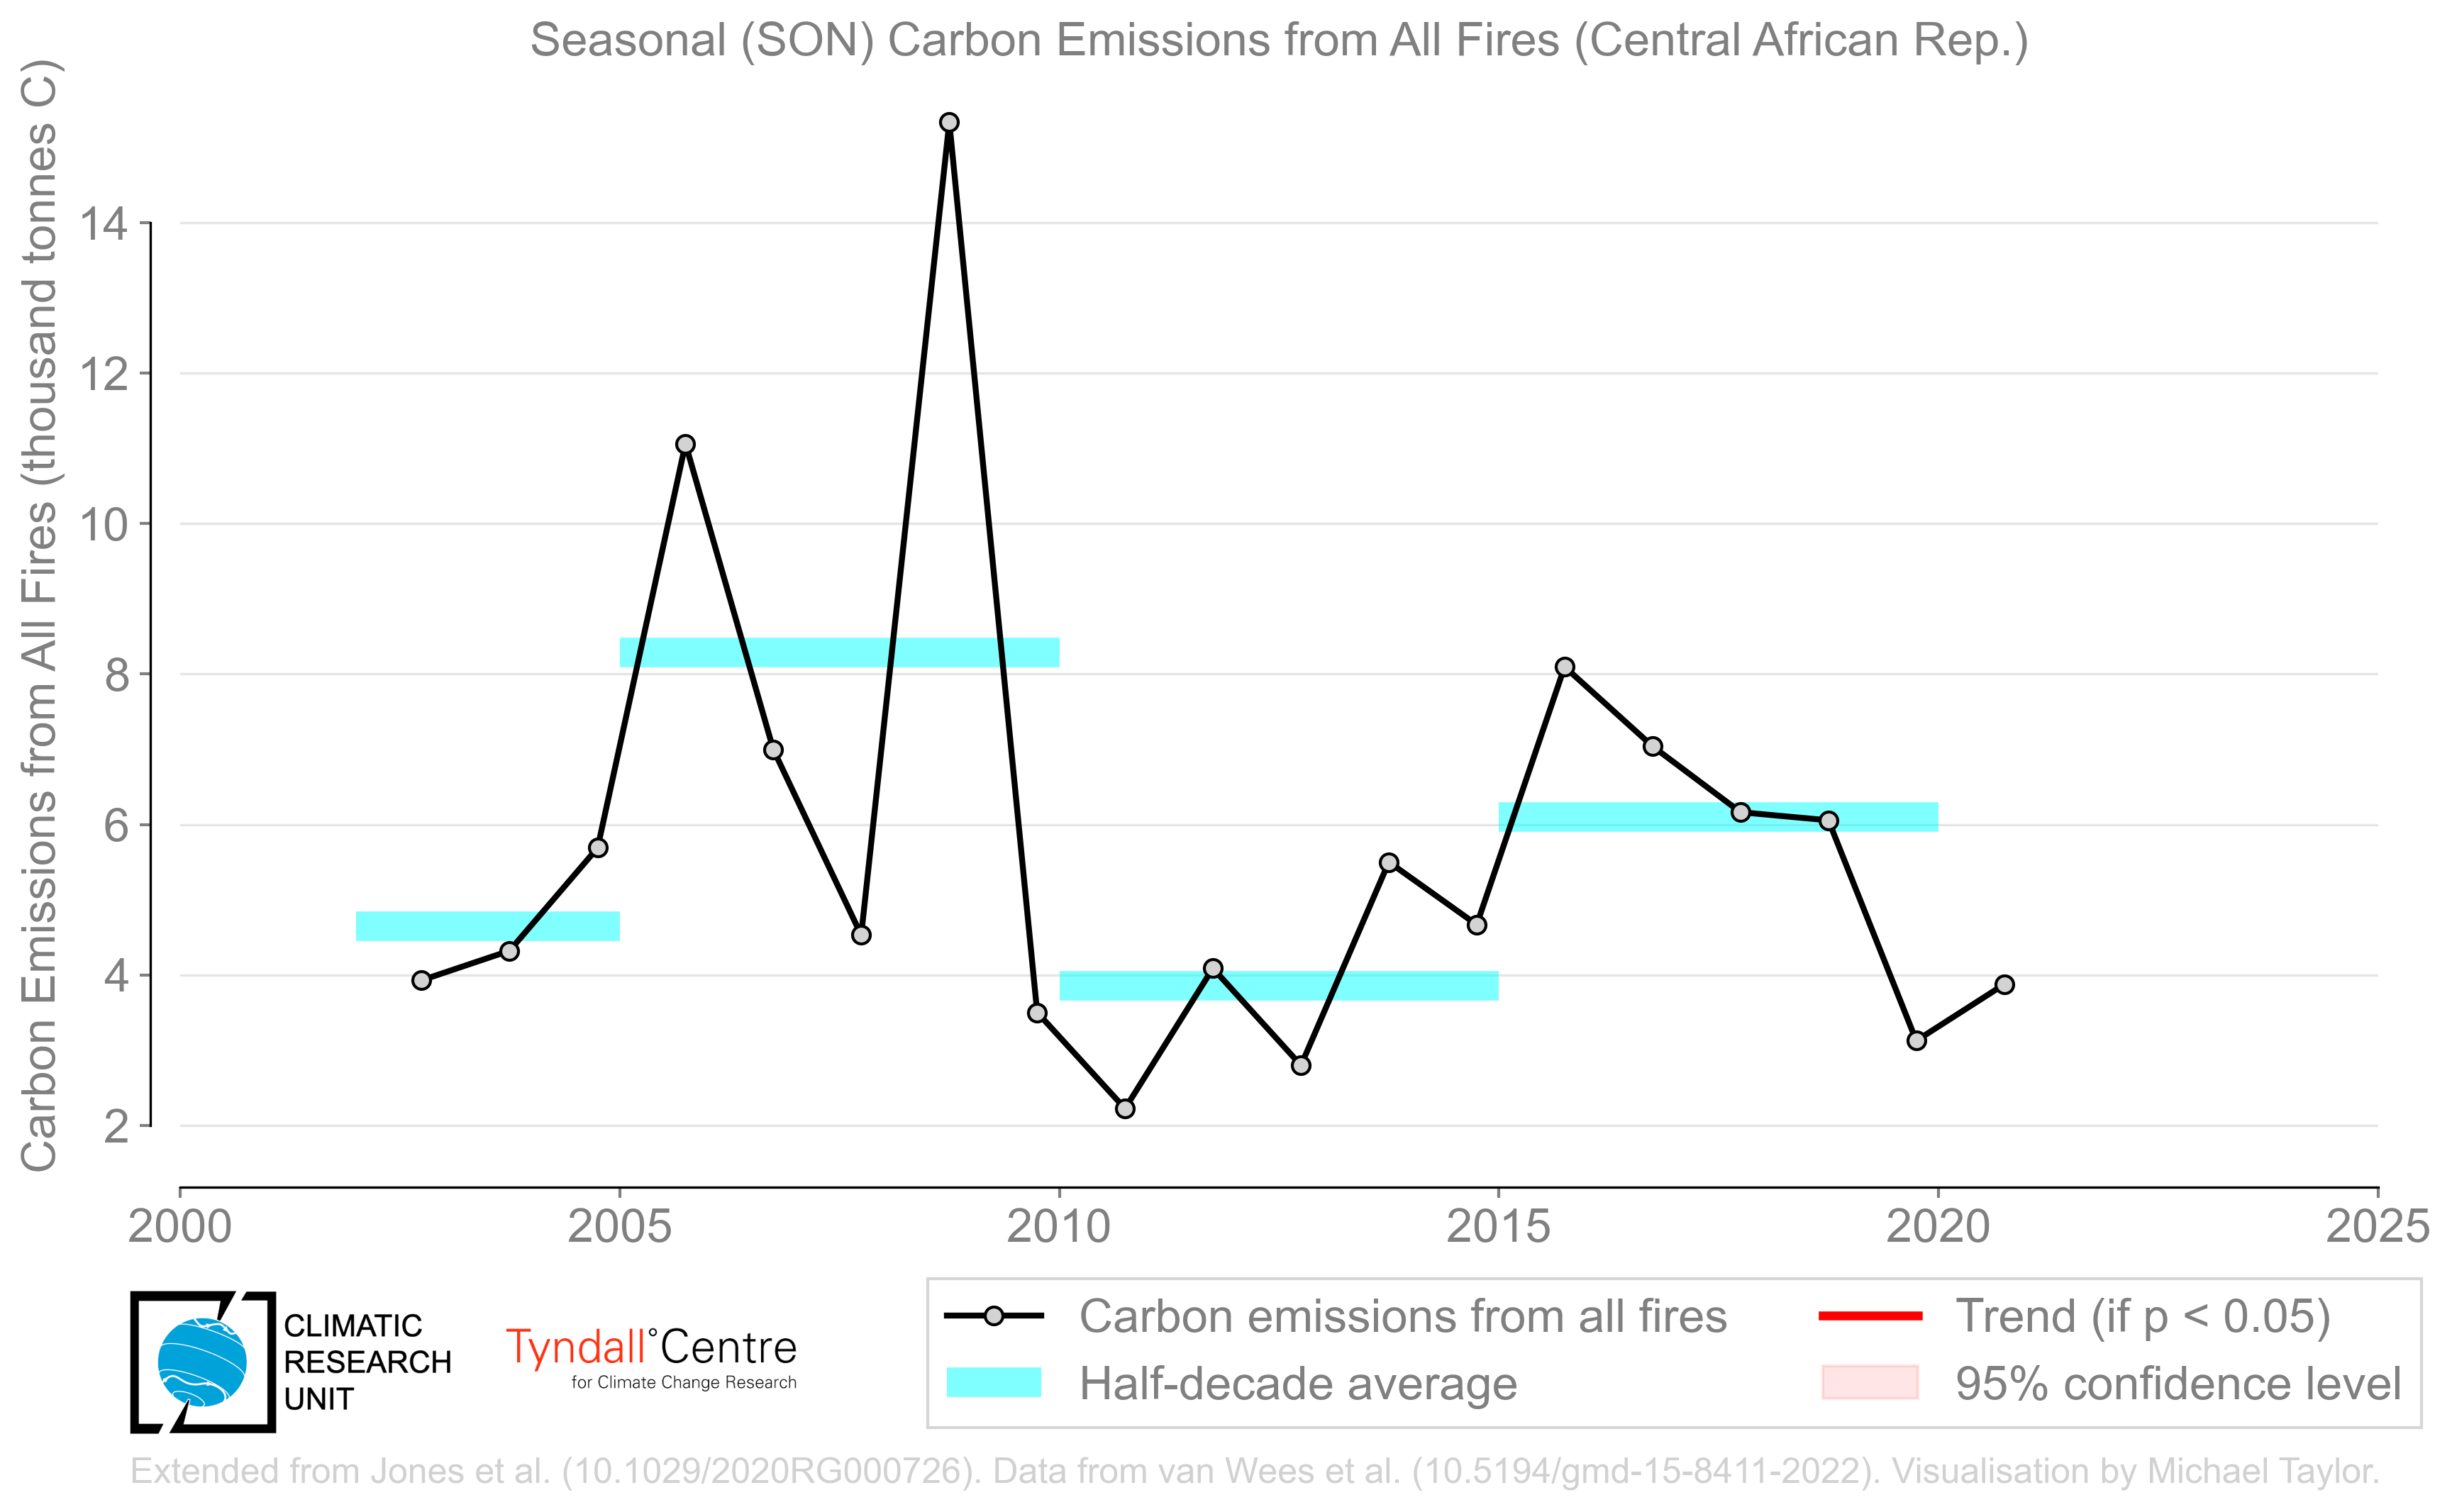 Seasonal (SON) Carbon Emissions from All Fires (Central African Rep.)
Carbon Emissions from All Fires (thousand tonnes C)
14
12
10
8
6
4
2
2000
2005
2010
2015
2020
2025
CLIMATIC
RESEARCH
UNIT
Tyndall°Centre
for Climate Change Research
Carbon emissions from all fires
Half-decade average
Trend (if p < 0.05)
95% confidence level
Extended from Jones et al. (10.1029/2020RG000726). Data from van Wees et al. (10.5194/gmd-15-8411-2022). Visualisation by Michael Taylor.